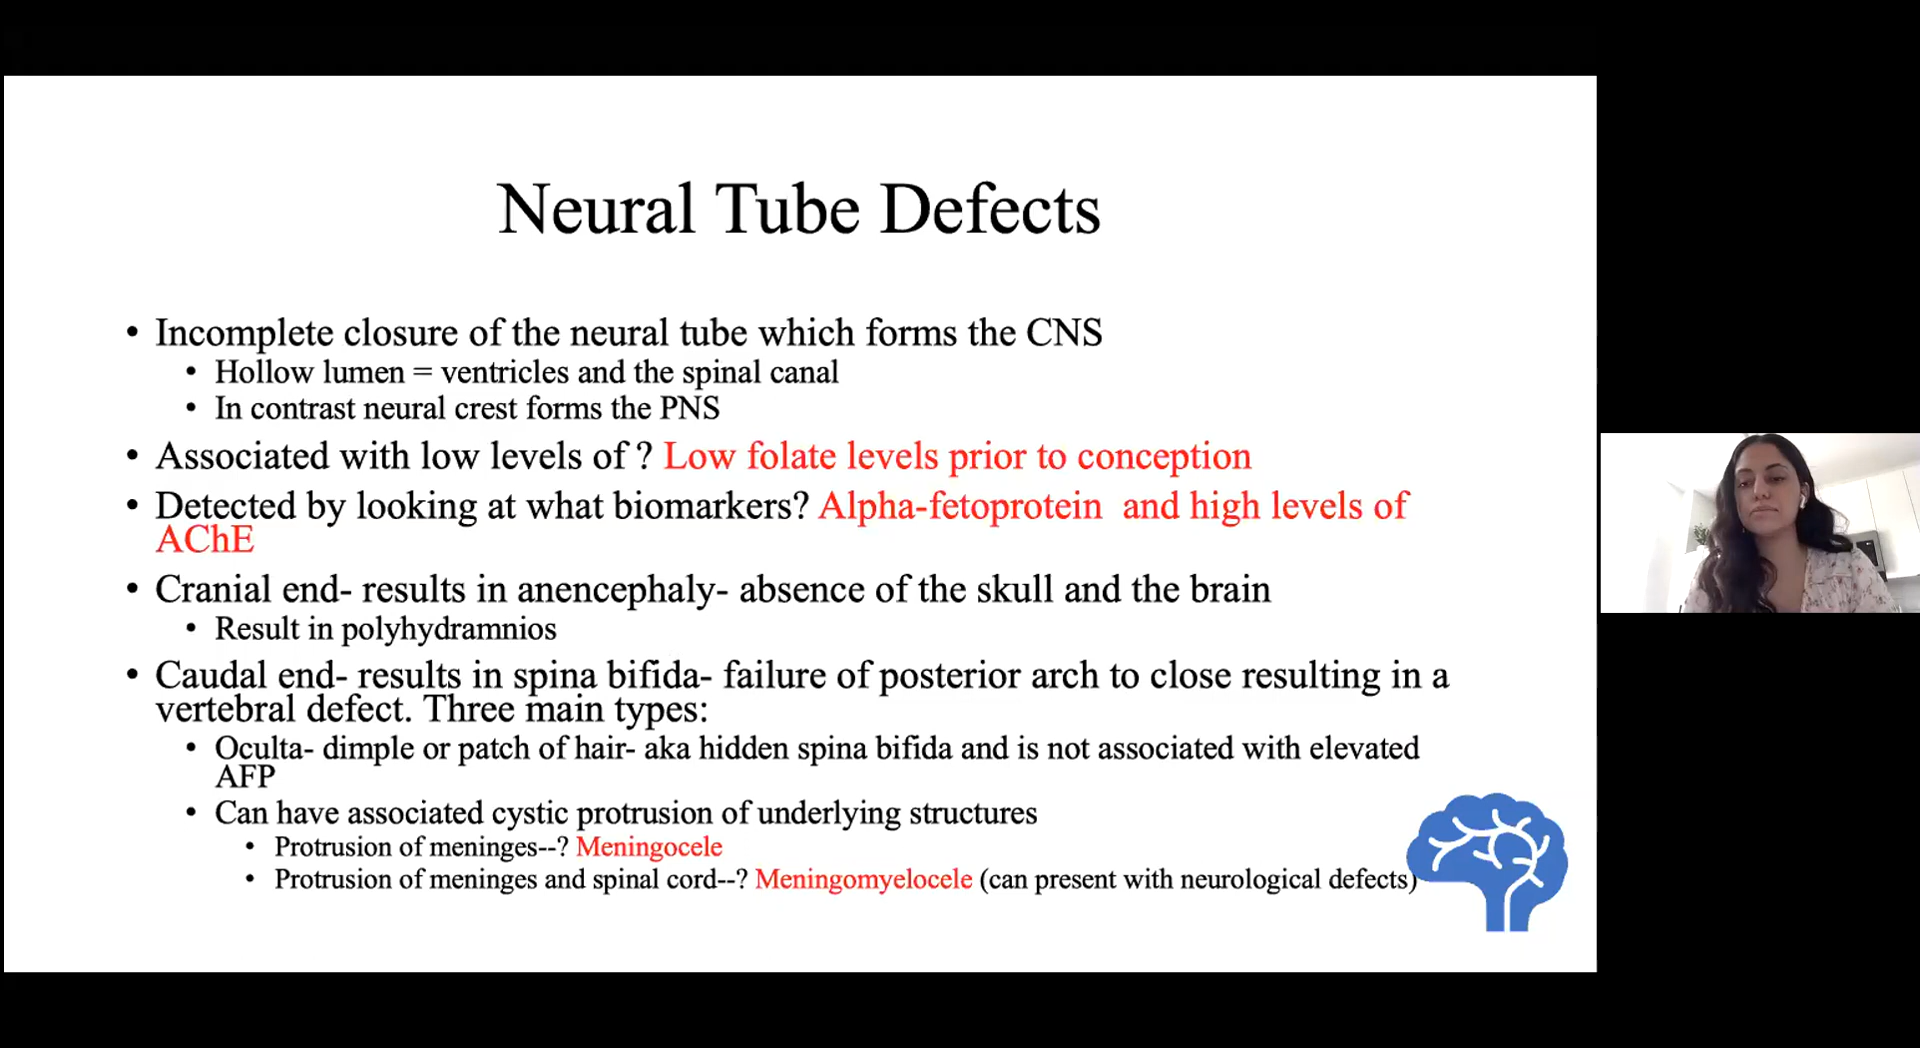 Neural Tube Defects
• Incomplete closure of the neural tube which forms the CNS
• Hollow lumen = ventricles and the spinal canal
• In contrast neural crest forms the PNS
• Associated with low levels of ? Low folate levels prior to conception
• Detected by looking at what biomarkers? Alpha-fetoprotein and high levels of
AChE
• Cranial end- results in anencephaly- absence of the skull and the brain
• Result in polyhydramnios
• Caudal end- results in spina bifida- failure of posterior arch to close resulting in a
vertebral defect. Three main types:
• Oculta- dimple or patch of hair- aka hidden spina bifida and is not associated with elevated
AFP
• Can have associated cystic protrusion of underlying structures
• Protrusion of meninges--? Meningocele
• Protrusion of meninges and spinal cord--? Meningomyelocele (can present with neurological defects)